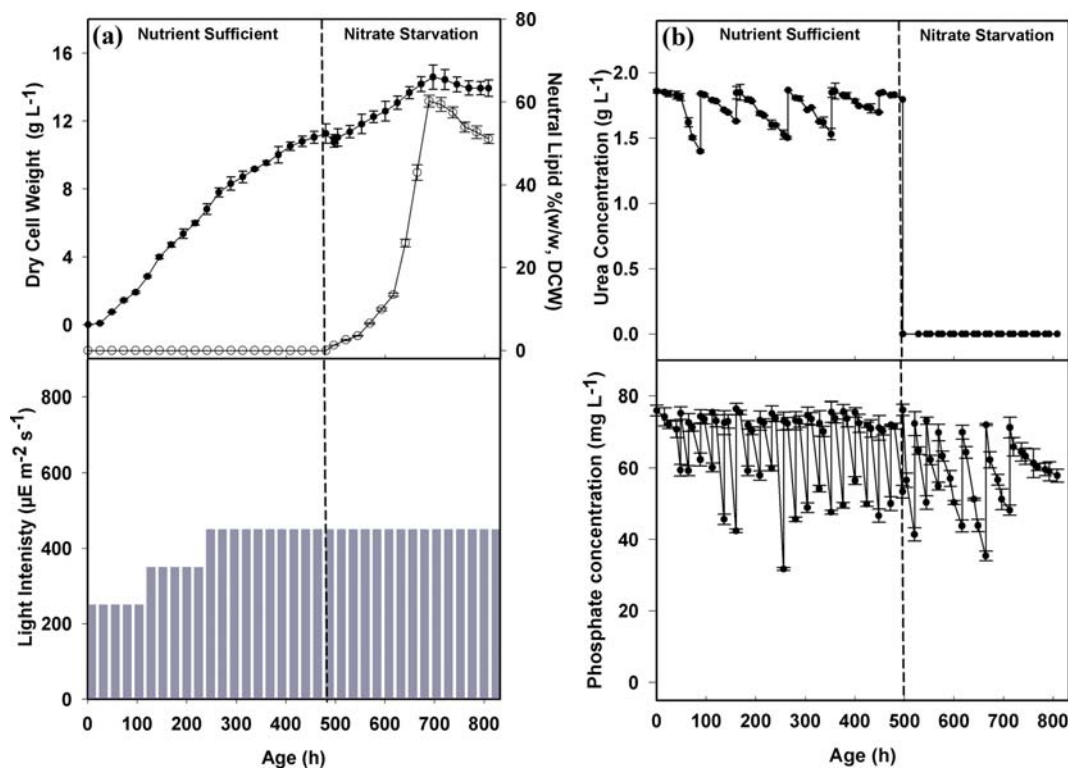 (a)
Nutrient Sufficient
Nitrate Starvation
Dry Cell Weight (g L-1)
16
12
8
4
0
Neutral Lipid %(w/w, DCW)
80
60
40
20
0
Light Intenisty (µE m-2 s-1)
800
600
400
200
0
0 100 200 300 400 500 600 700 800
Age (h)
(b)
Nutrient Sufficient
Nitrate Starvation
Urea Concentration (g L-1)
2.0
1.5
1.0
0.5
0.0
Phosphate concentration (mg L-1)
80
60
40
20
0
0 100 200 300 400 500 600 700 800
Age (h)